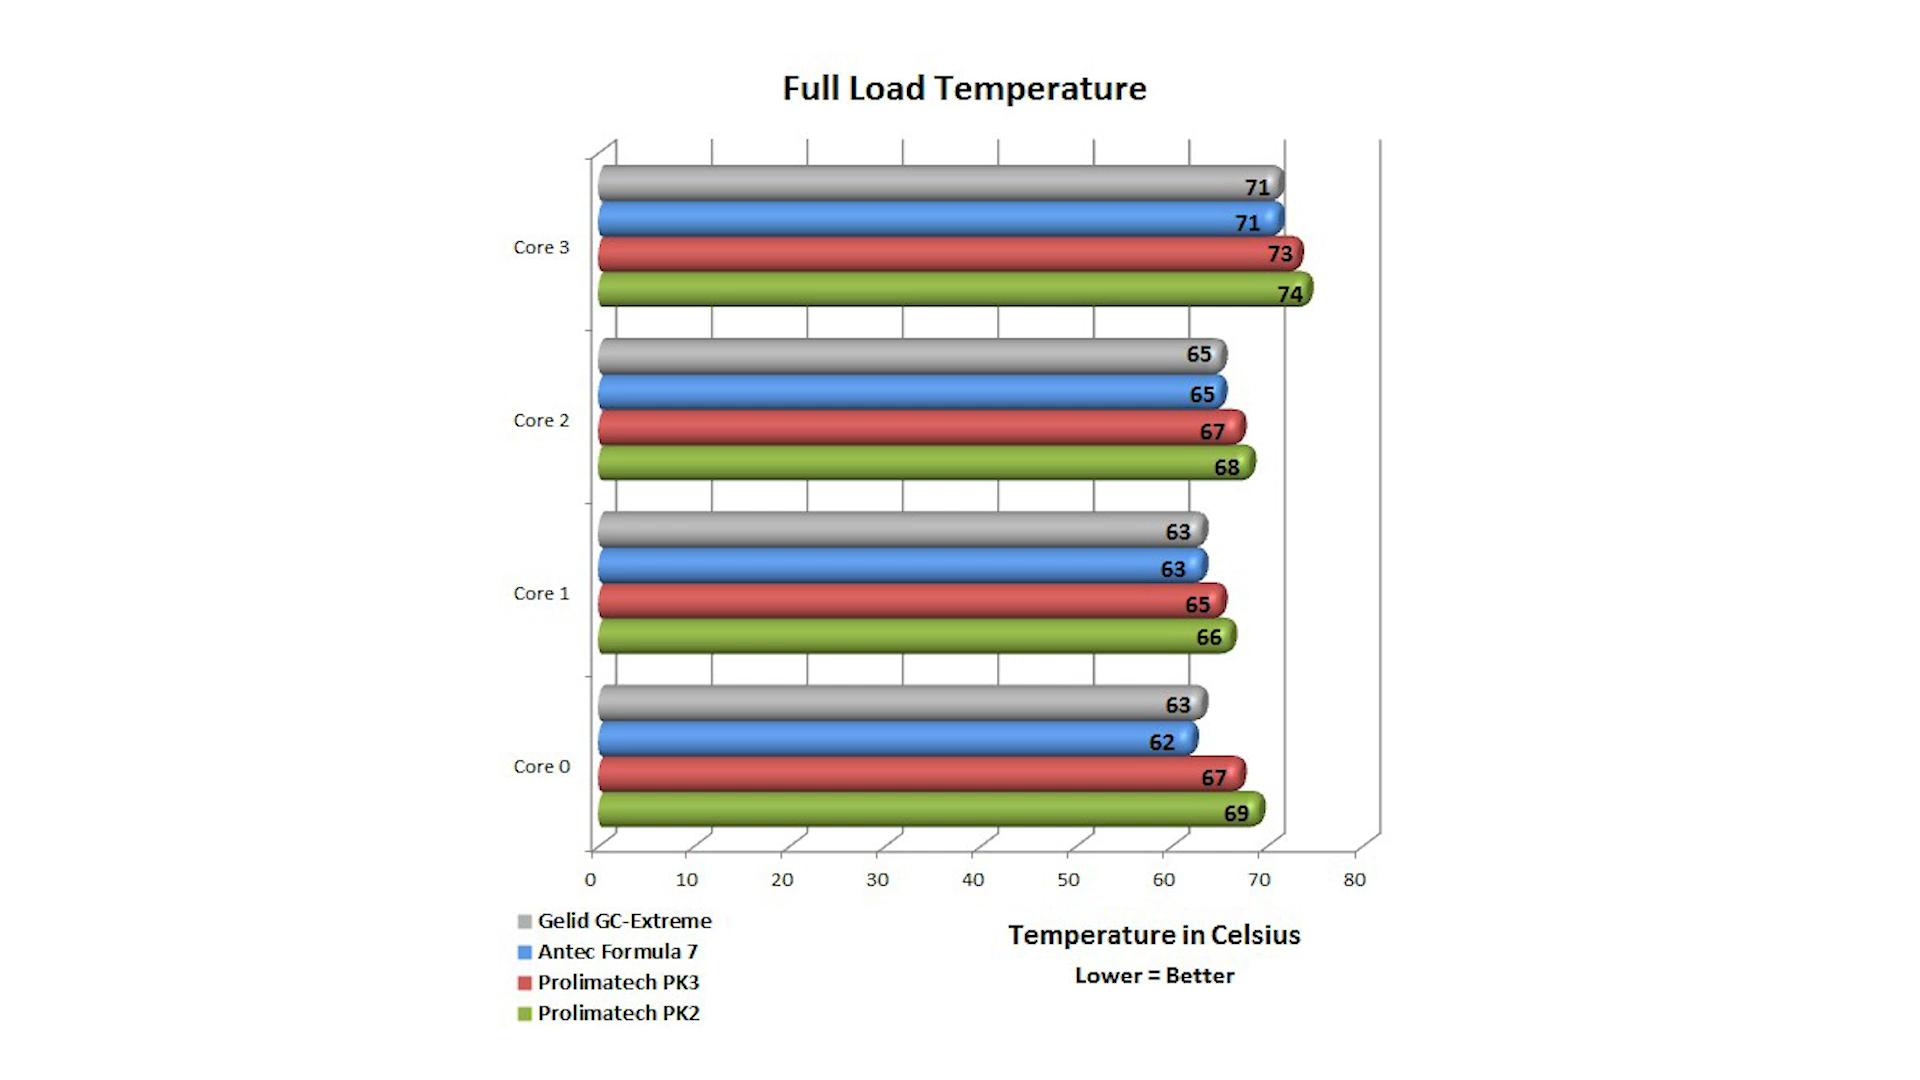 Full Load Temperature
71
71
Core 3
73
74
65
65
Core 2
67
68
63
63
Core 1
65
66
63
62
Core 0
67
69
0 10 20 30 40 50 60 70 80
Gelid GC-Extreme
Antec Formula 7
Prolimatech PK3
Prolimatech PK2
Temperature in Celsius
Lower = Better